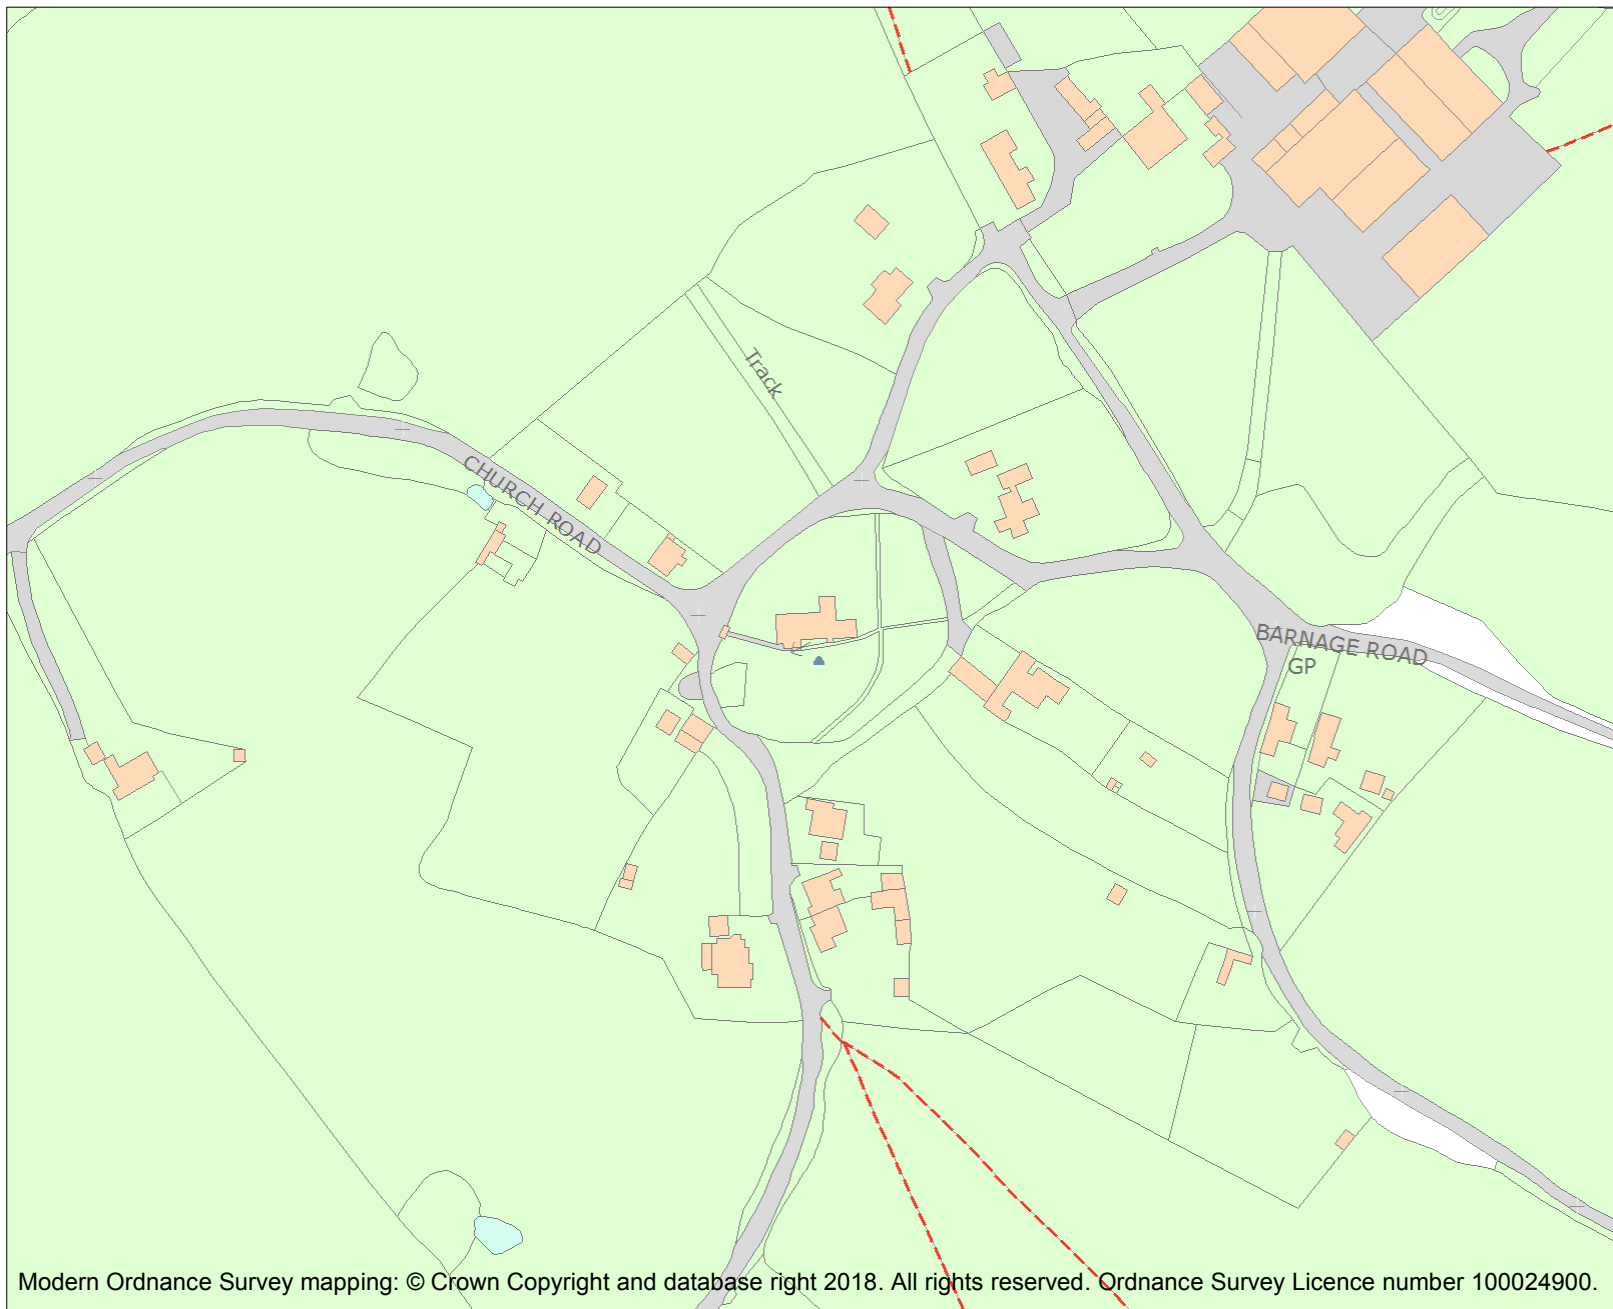 Track
CHURCH ROAD
BARNAGE ROAD
GP
Modern Ordnance Survey mapping: © Crown Copyright and database right 2018. All rights reserved. Ordnance Survey Licence number 100024900.